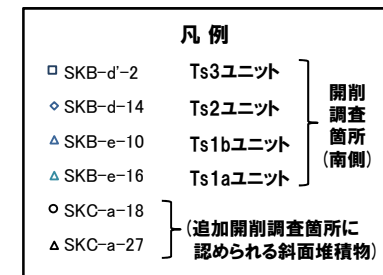 凡例
□ SKB-d'-2 Ts3ユニット
◇ SKB-d-14 Ts2ユニット
△ SKB-e-10 Ts1bユニット
△ SKB-e-16 Ts1aユニット
開削
調査
箇所
(南側)
○ SKC-a-18
△ SKC-a-27
(追加開削調査箇所に
認められる斜面堆積物)